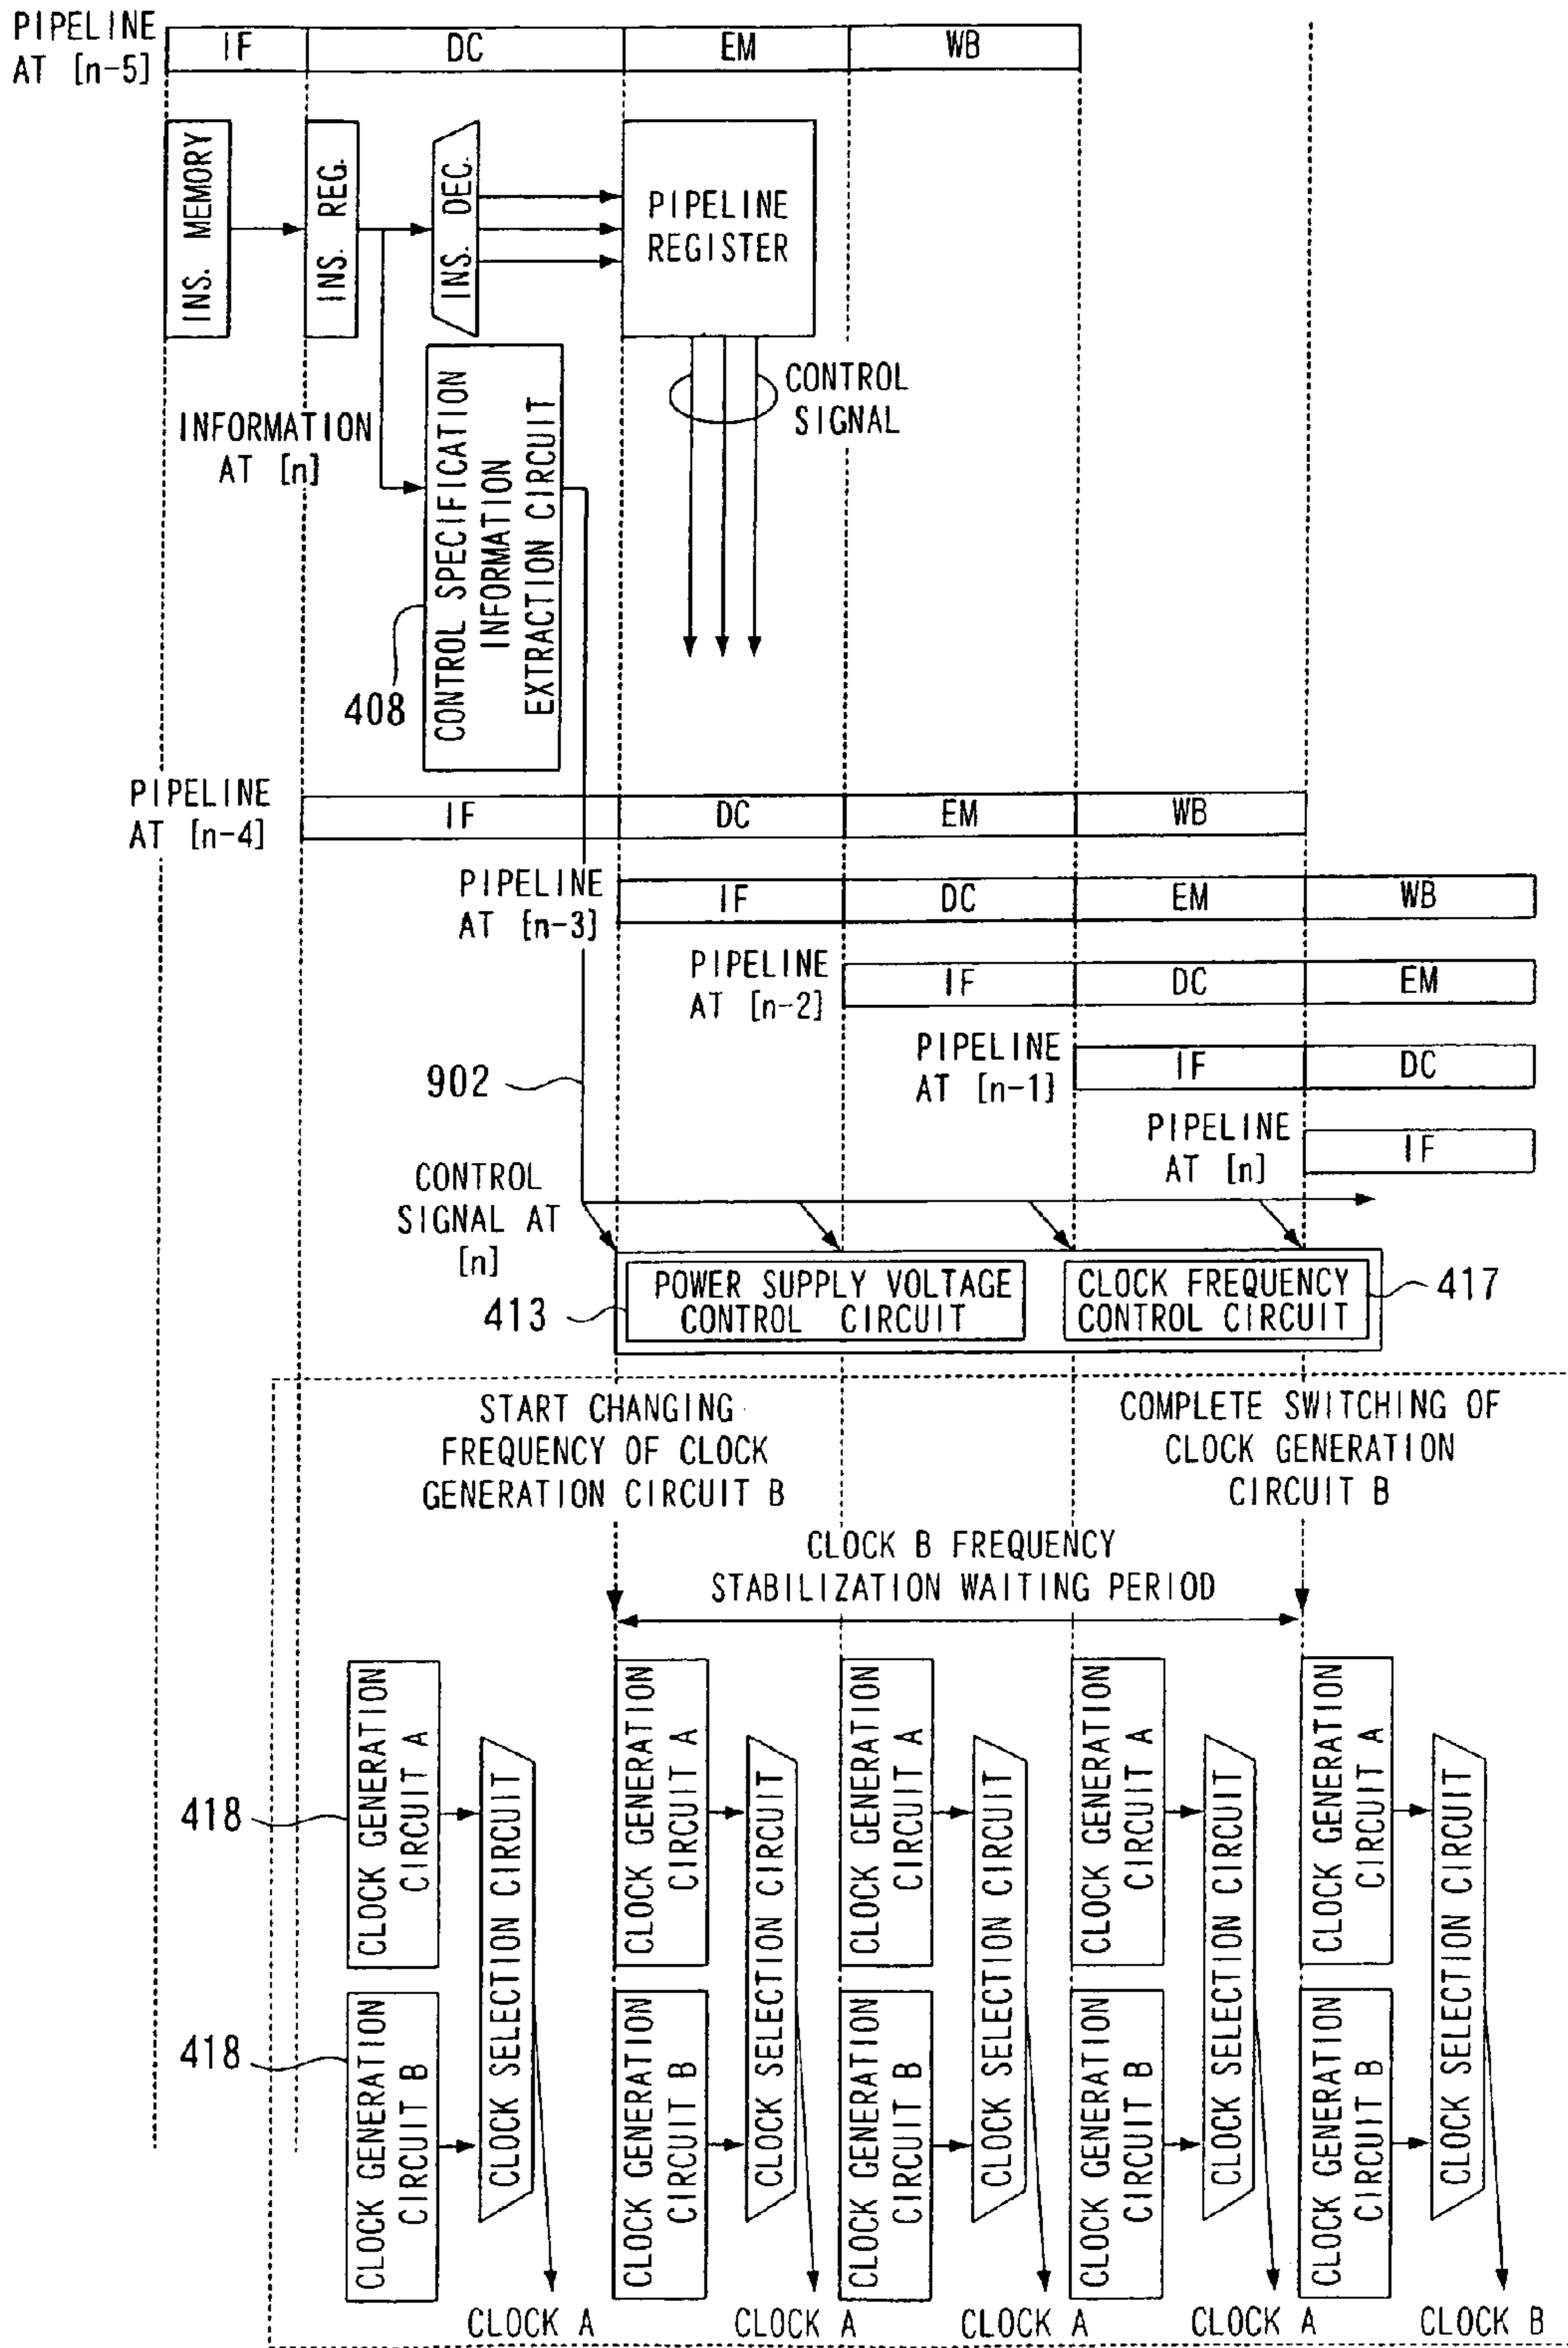 PIPELINE
AT [n-5]
IF
DC
EM
WB
INS. MEMORY
INS. REG.
INS. DEC.
PIPELINE
REGISTER
CONTROL
SIGNAL
INFORMATION
AT [n]
CONTROL SPECIFICATION
INFORMATION
EXTRACTION CIRCUIT
408
PIPELINE
AT [n-4]
IF
DC
EM
WB
PIPELINE
AT [n-3]
IF
DC
EM
WB
PIPELINE
AT [n-2]
IF
DC
EM
PIPELINE
AT [n-1]
IF
DC
902
PIPELINE
AT [n]
IF
CONTROL
SIGNAL AT
[n]
413
POWER SUPPLY VOLTAGE
CONTROL CIRCUIT
CLOCK FREQUENCY
CONTROL CIRCUIT
417
START CHANGING
FREQUENCY OF CLOCK
GENERATION CIRCUIT B
COMPLETE SWITCHING OF
CLOCK GENERATION
CIRCUIT B
CLOCK B FREQUENCY
STABILIZATION WAITING PERIOD
418
CLOCK GENERATION
CIRCUIT A
418
CLOCK GENERATION
CIRCUIT B
CLOCK SELECTION CIRCUIT
CLOCK A
CLOCK GENERATION
CIRCUIT A
CLOCK GENERATION
CIRCUIT B
CLOCK SELECTION CIRCUIT
CLOCK A
CLOCK GENERATION
CIRCUIT A
CLOCK GENERATION
CIRCUIT B
CLOCK SELECTION CIRCUIT
CLOCK A
CLOCK GENERATION
CIRCUIT A
CLOCK GENERATION
CIRCUIT B
CLOCK SELECTION CIRCUIT
CLOCK A
CLOCK GENERATION
CIRCUIT A
CLOCK GENERATION
CIRCUIT B
CLOCK SELECTION CIRCUIT
CLOCK B